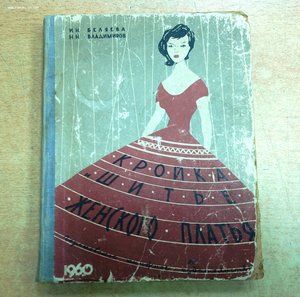 И.Н. БЕЛЯЕВА
Н.Н. ВЛАДИМИРОВ
КРОЙКА
И ШИТЬЕ
ЖЕНСКОГО ПЛАТЬЯ
1960